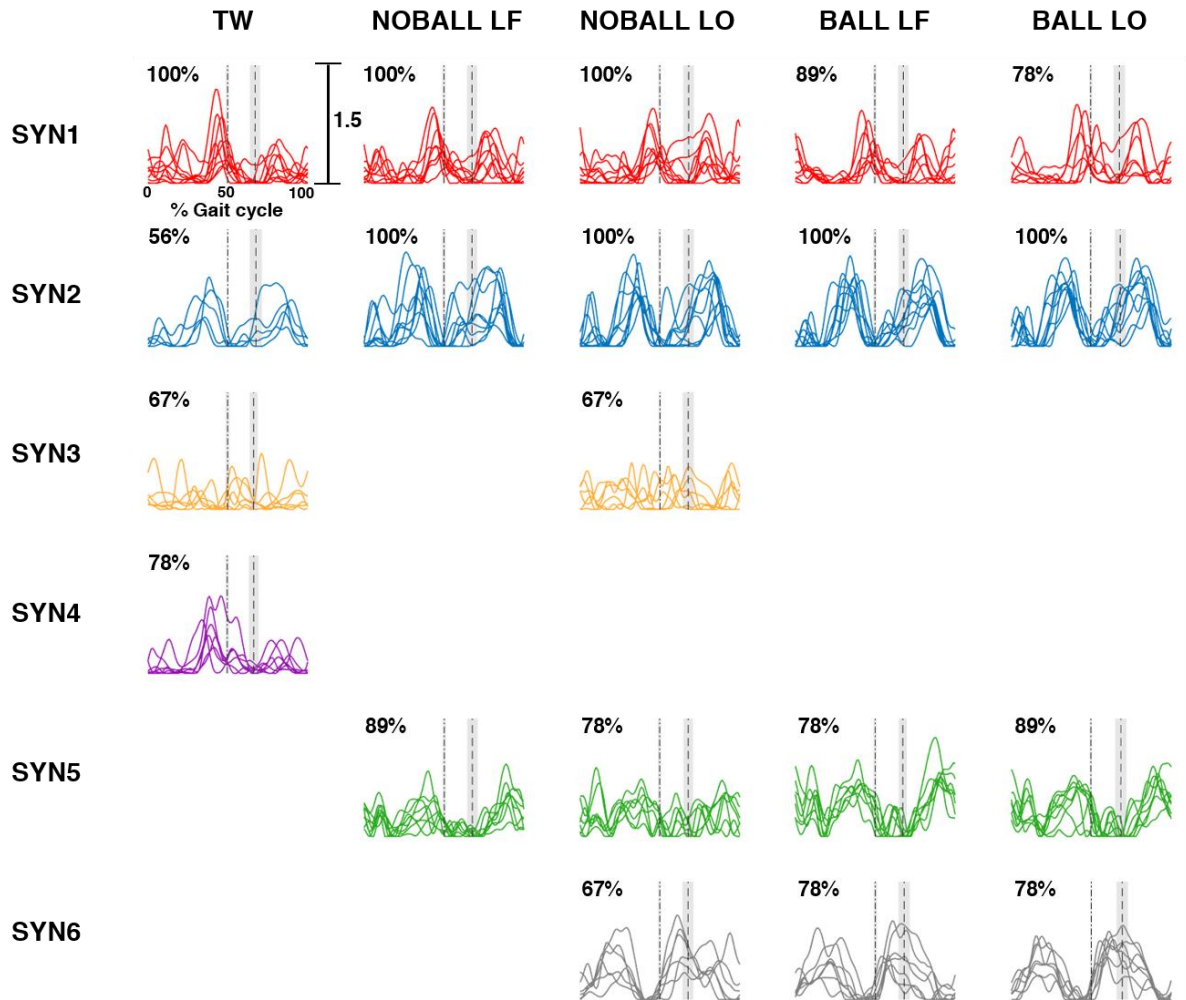 TW NOBALL LF NOBALL LO BALL LF BALL LO
SYN1 100% 100% 100% 89% 78%
1.5
0 50 100
% Gait cycle
SYN2 56% 100% 100% 100% 100%
SYN3 67% 67%
SYN4 78%
SYN5 89% 78% 78% 89%
SYN6 67% 78% 78%